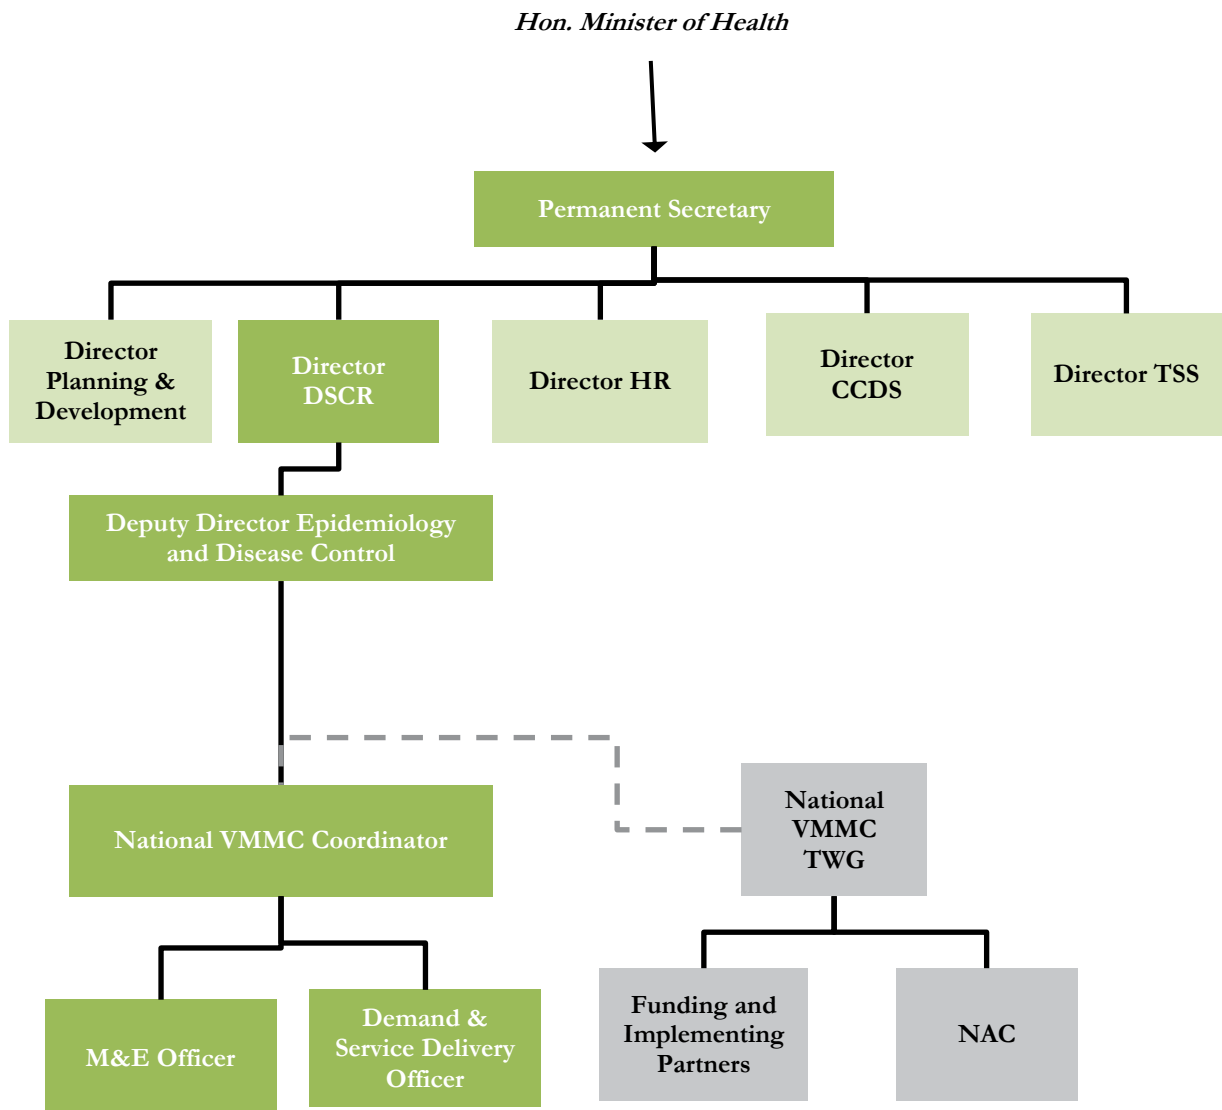 Hon. Minister of Health
Permanent Secretary
Director
Planning &
Development
Director
DSCR
Director HR
Director
CCDS
Director TSS
Deputy Director Epidemiology
and Disease Control
National VMMC Coordinator
National
VMMC
TWG
M&E Officer
Demand &
Service Delivery
Officer
Funding and
Implementing
Partners
NAC